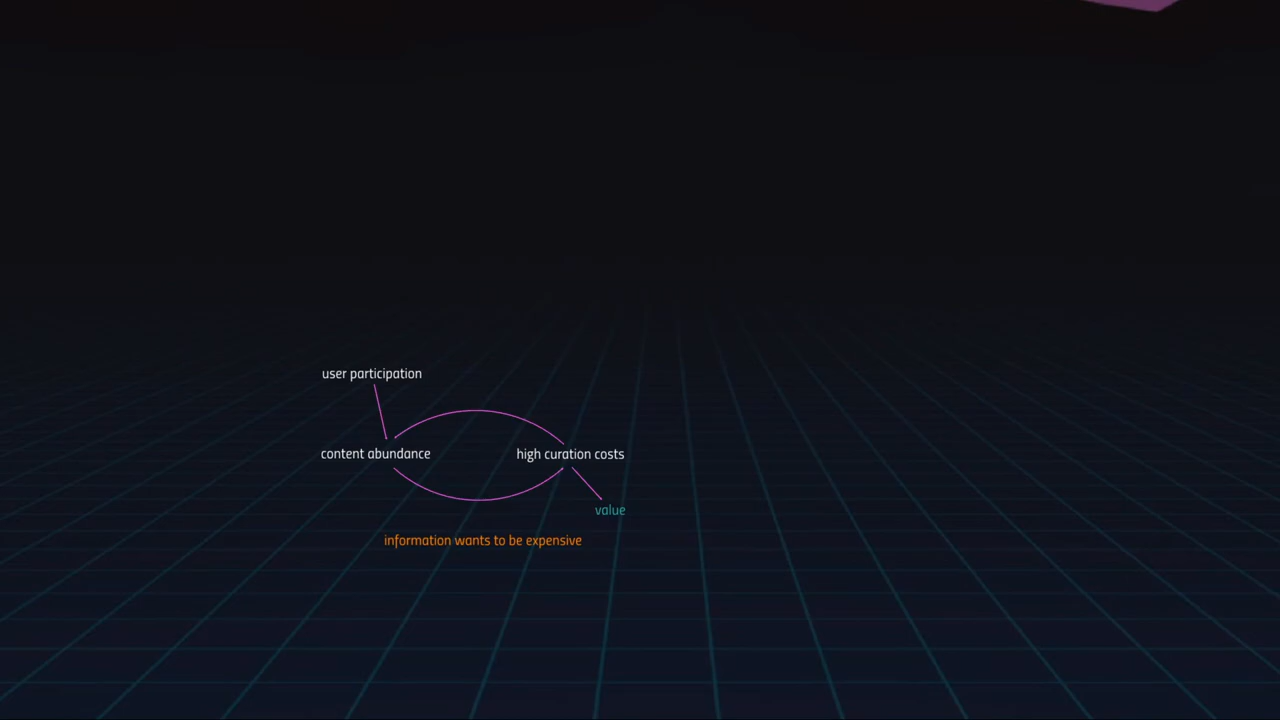 user participation
content abundance
high curation costs
value
information wants to be expensive